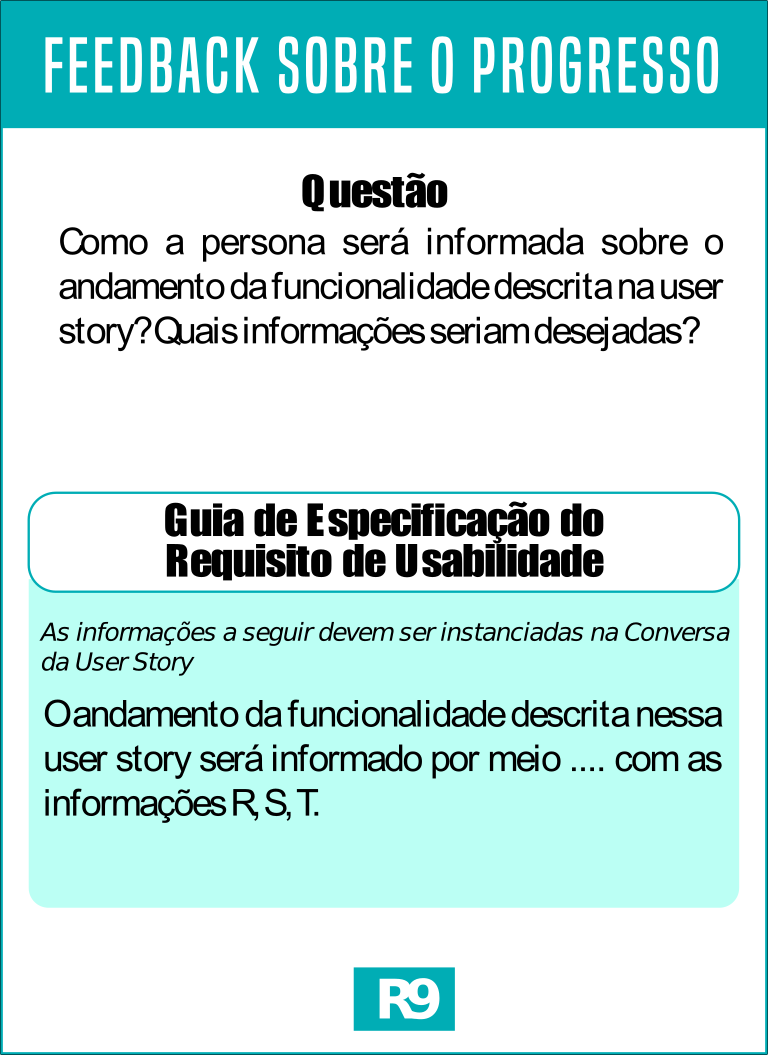 FEEDBACK SOBRE O PROGRESSO
Questão
Como a persona será informada sobre o
andamento da funcionalidade descrita na user
story? Quais informações seriam desejadas?
Guia de Especificação do
Requisito de Usabilidade
As informações a seguir devem ser instanciadas na Conversa
da User Story
O andamento da funcionalidade descrita nessa
user story será informado por meio .... com as
informações R, S, T.
R9